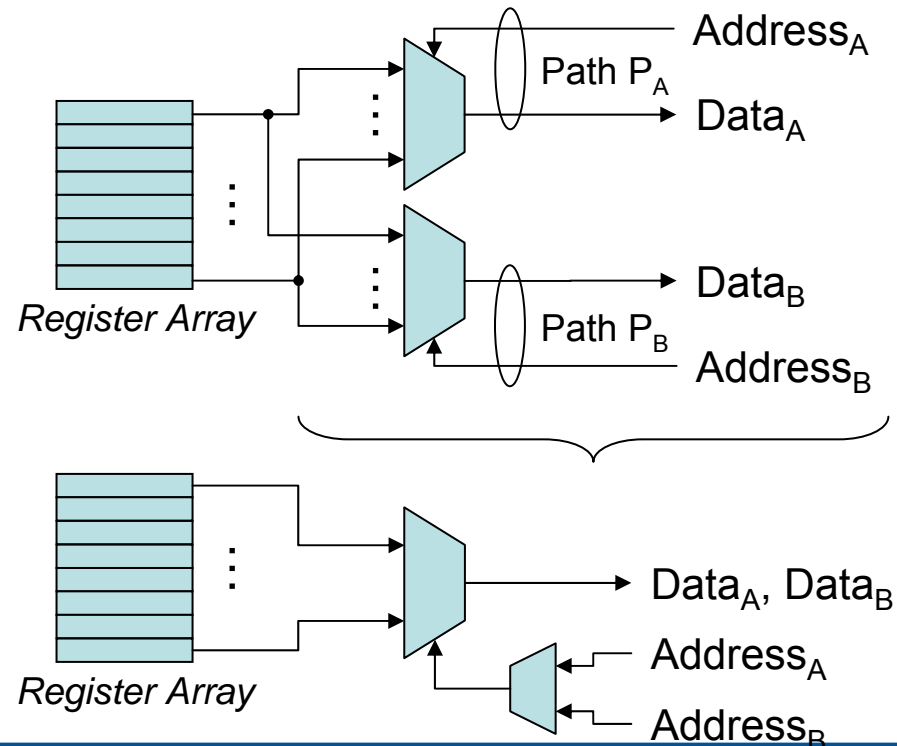 Address_A
Path P_A
Data_A
Register Array
Data_B
Path P_B
Address_B
Data_A, Data_B
Address_A
Register Array
Address_B